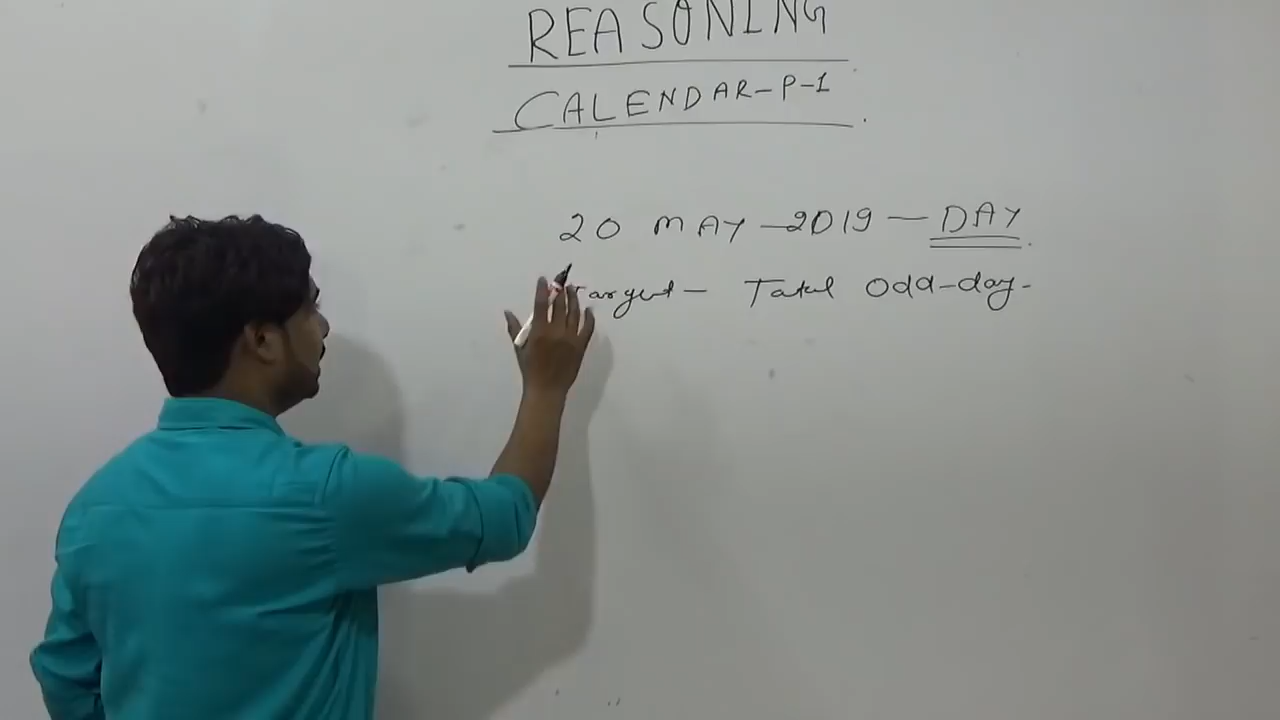 REASONING
CALENDAR-P-1
20 MAY -2019 - DAY
Target - Total Odd-day-